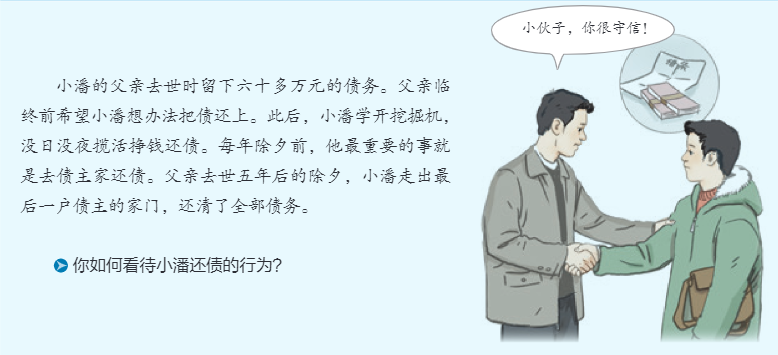 小伙子，你很守信！
小潘的父亲去世时留下六十多万元的债务。父亲临
终前希望小潘想办法把债还上。此后，小潘学开挖掘机，
没日没夜揽活挣钱还债。每年除夕前，他最重要的事就
是去债主家还债。父亲去世五年后的除夕，小潘走出最
后一户债主的家门，还清了全部债务。
你如何看待小潘还债的行为？